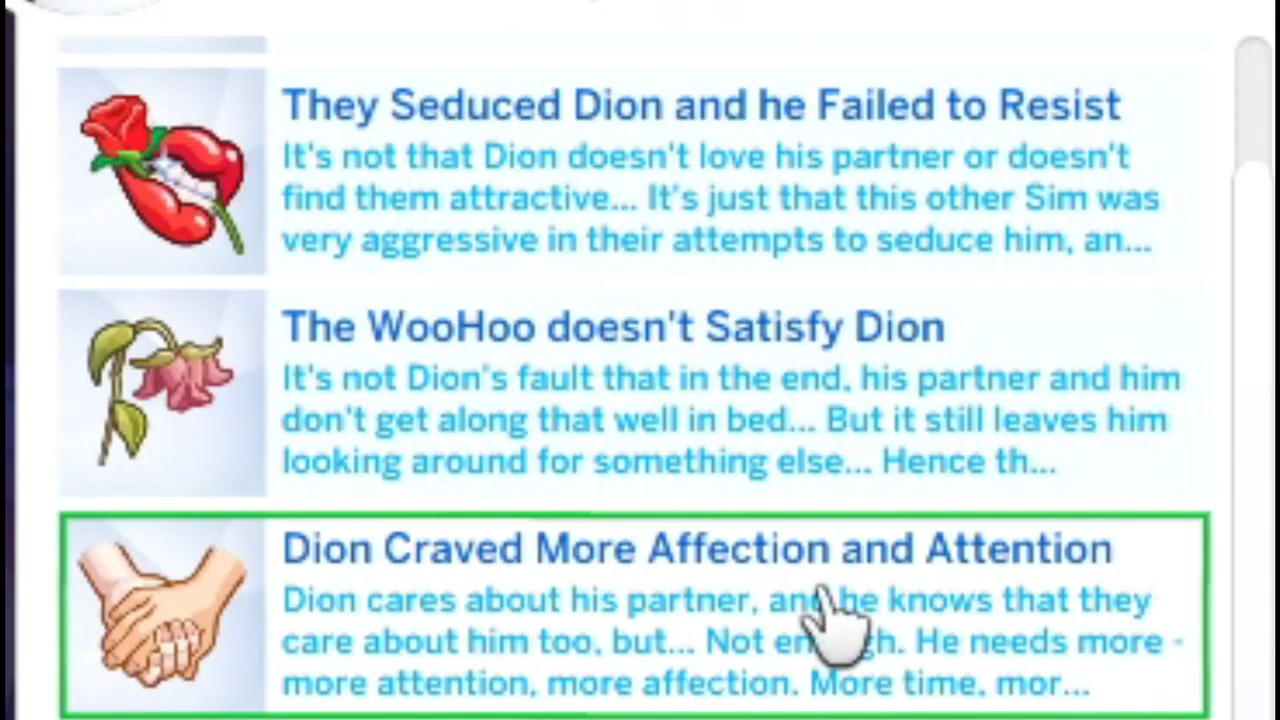 They Seduced Dion and he Failed to Resist
It's not that Dion doesn't love his partner or doesn't
find them attractive... It's just that this other Sim was
very aggressive in their attempts to seduce him, an...
The WooHoo doesn't Satisfy Dion
It's not Dion's fault that in the end, his partner and him
don't get along that well in bed... But it still leaves him
looking around for something else... Hence th...
Dion Craved More Affection and Attention
Dion cares about his partner, and he knows that they
care about him too, but... Not enough. He needs more -
more attention, more affection. More time, mor...